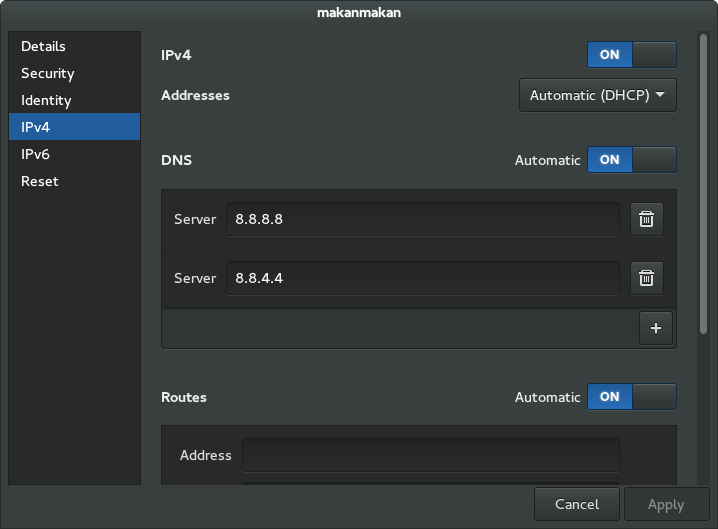 makanmakan
Details
Security
Identity
IPv4
IPv6
Reset
IPv4 ON
Addresses Automatic (DHCP)
DNS Automatic ON
Server 8.8.8.8
Server 8.8.4.4
+
Routes Automatic ON
Address
Cancel Apply